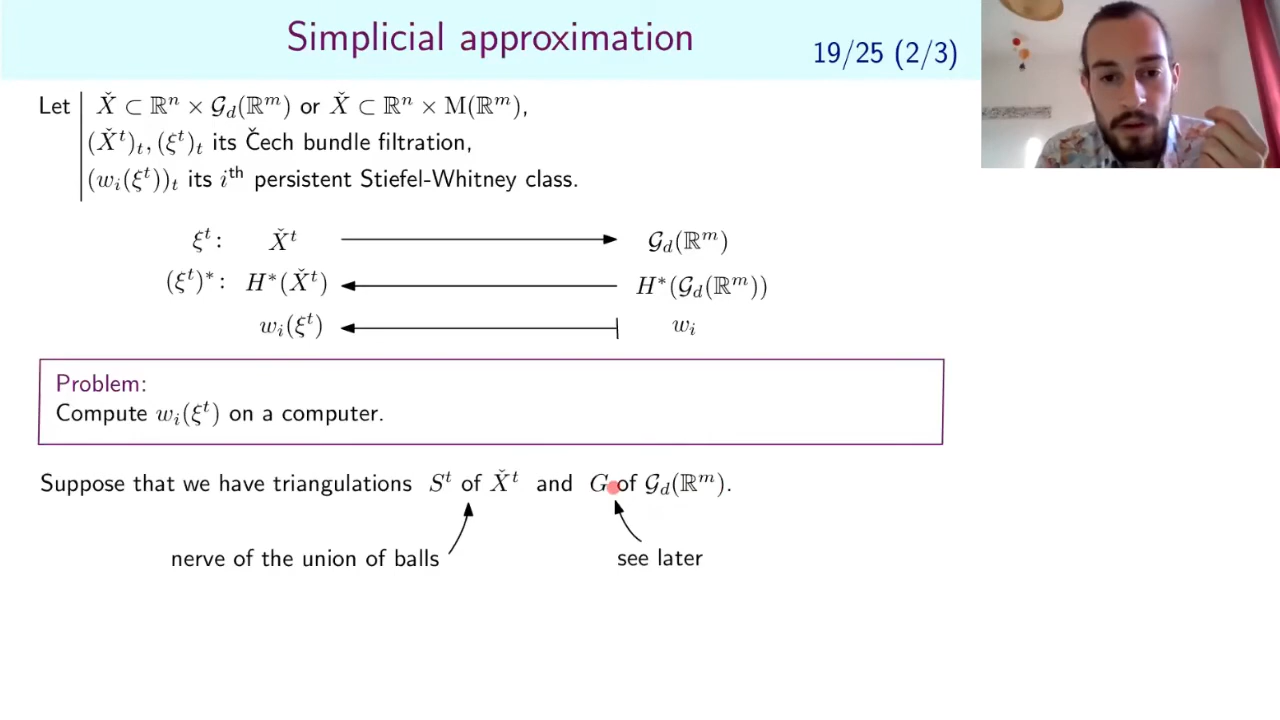 Simplicial approximation
19/25 (2/3)
Let X̌ ⊂ ℝⁿ × 𝒢_d(ℝᵐ) or X̌ ⊂ ℝⁿ × M(ℝᵐ),
(X̌ᵗ)ₜ, (ξᵗ)ₜ its Čech bundle filtration,
(wᵢ(ξᵗ))ₜ its iᵗʰ persistent Stiefel-Whitney class.
ξᵗ: X̌ᵗ ⟶ 𝒢_d(ℝᵐ)
(ξᵗ)*: H*(X̌ᵗ) ⟵ H*(𝒢_d(ℝᵐ))
wᵢ(ξᵗ) ⟻ wᵢ
Problem:
Compute wᵢ(ξᵗ) on a computer.
Suppose that we have triangulations Sᵗ of X̌ᵗ and G of 𝒢_d(ℝᵐ).
nerve of the union of balls
see later